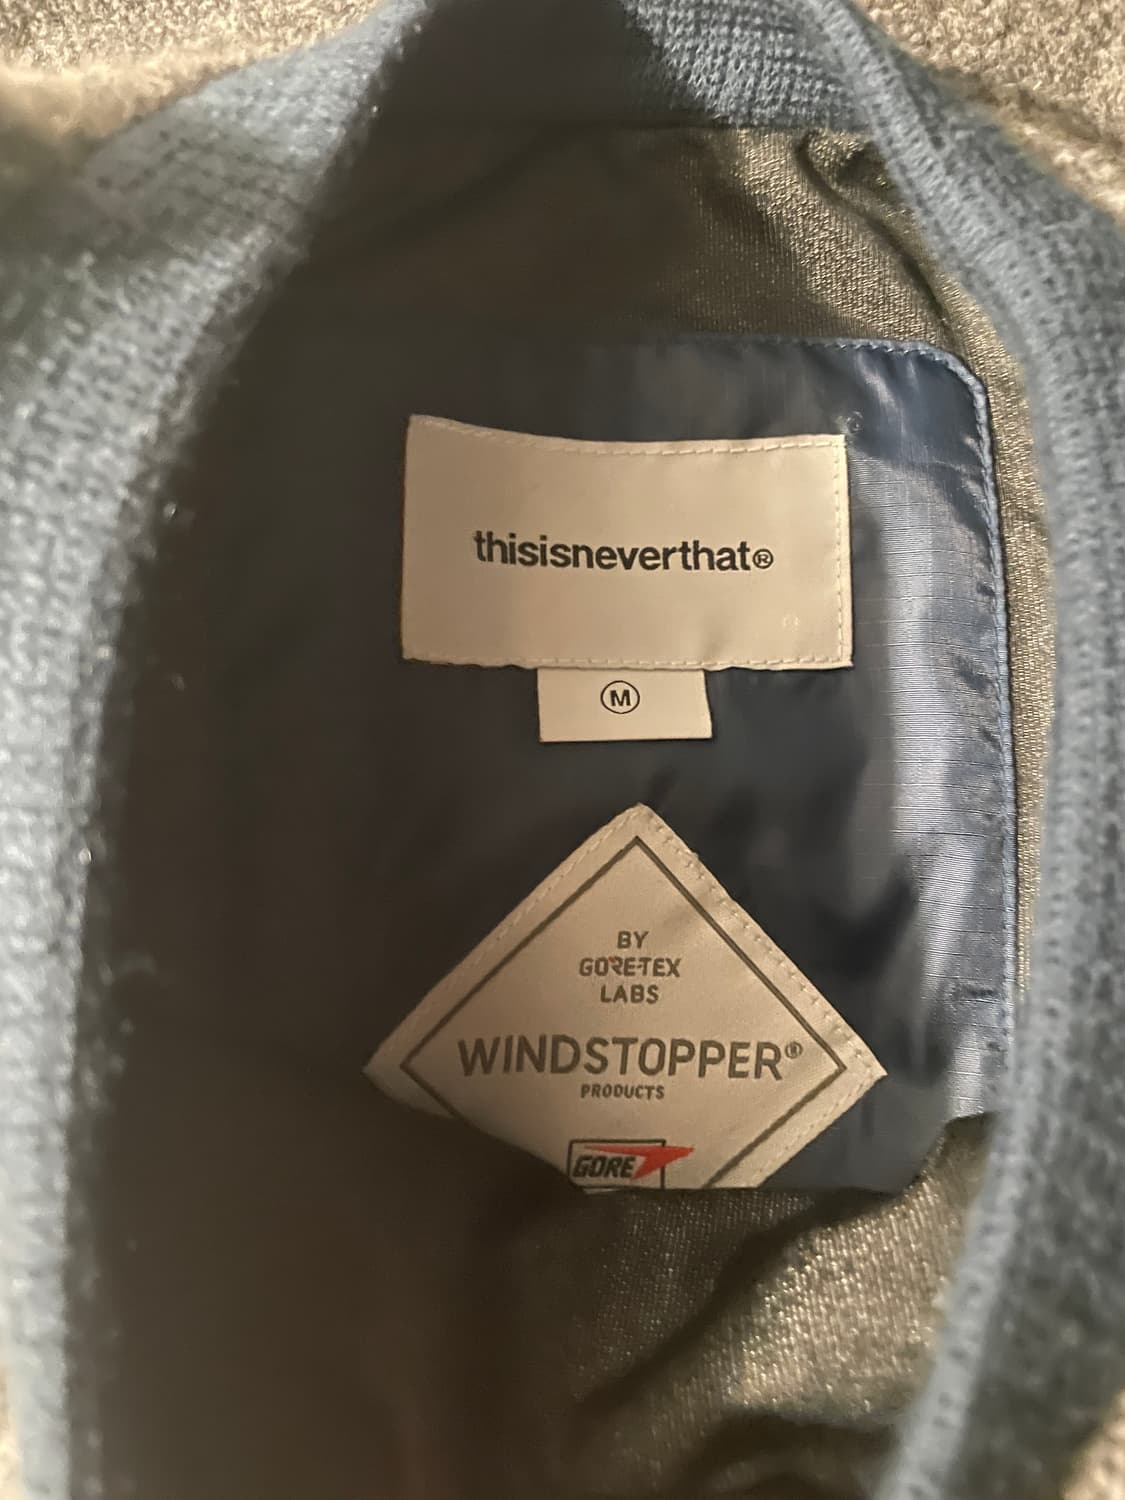 thisisneverthat®
M
BY
GORE-TEX
LABS
WINDSTOPPER®
PRODUCTS
GORE